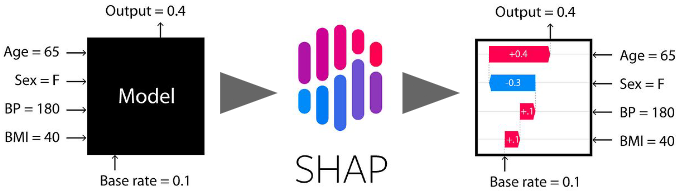 Output = 0.4
Age = 65
Sex = F
BP = 180
BMI = 40
Model
Base rate = 0.1
SHAP
Output = 0.4
+0.4
-0.3
+.1
+.1
Age = 65
Sex = F
BP = 180
BMI = 40
Base rate = 0.1